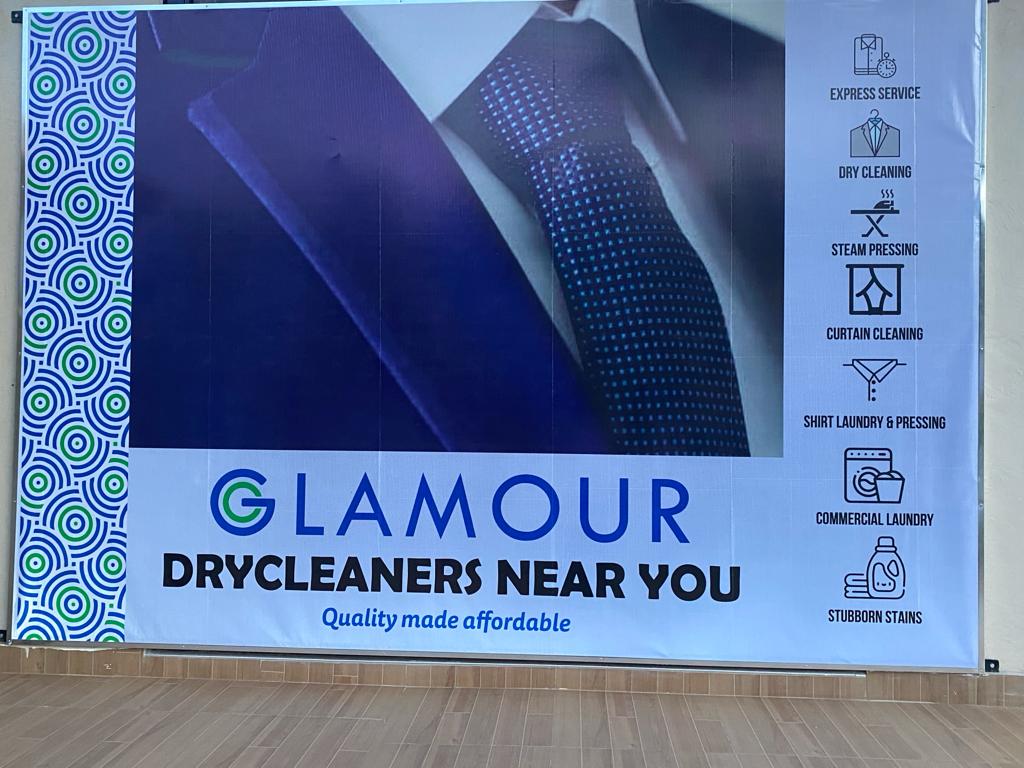 GLAMOUR
DRYCLEANERS NEAR YOU
Quality made affordable
EXPRESS SERVICE
DRY CLEANING
STEAM PRESSING
CURTAIN CLEANING
SHIRT LAUNDRY & PRESSING
COMMERCIAL LAUNDRY
STUBBORN STAINS